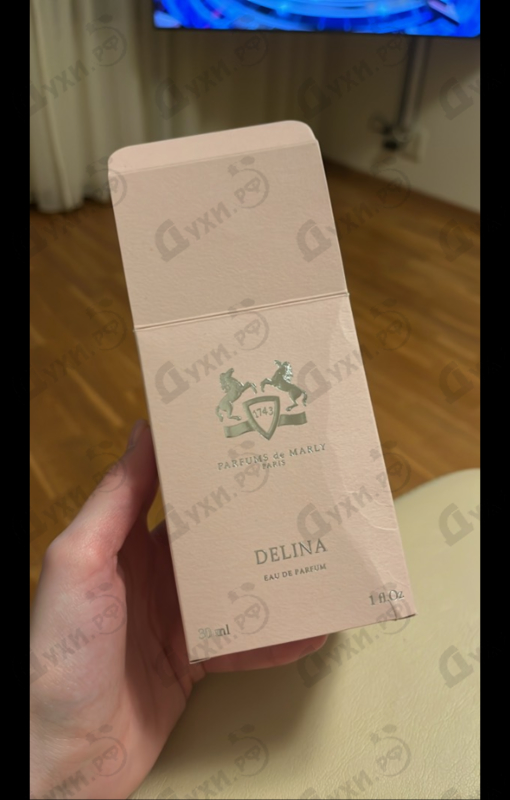 1743
PARFUMS de MARLY
PARIS
DELINA
EAU DE PARFUM
30 ml
1 fl.Oz
Духи.РФ